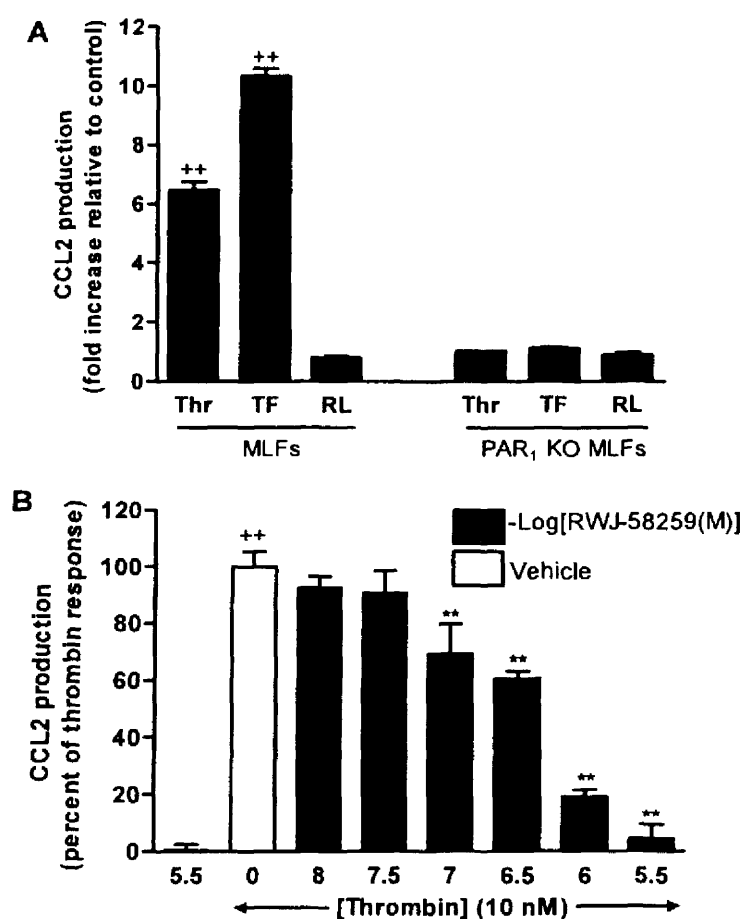 A
CCL2 production
(fold increase relative to control)
12
10
8
6
4
2
0
++
++
Thr TF RL Thr TF RL
MLFs PAR₁ KO MLFs
B
CCL2 production
(percent of thrombin response)
120
100
80
60
40
20
0
-Log[RWJ-58259(M)]
Vehicle
++
**
**
**
**
5.5 0 8 7.5 7 6.5 6 5.5
[Thrombin] (10 nM)